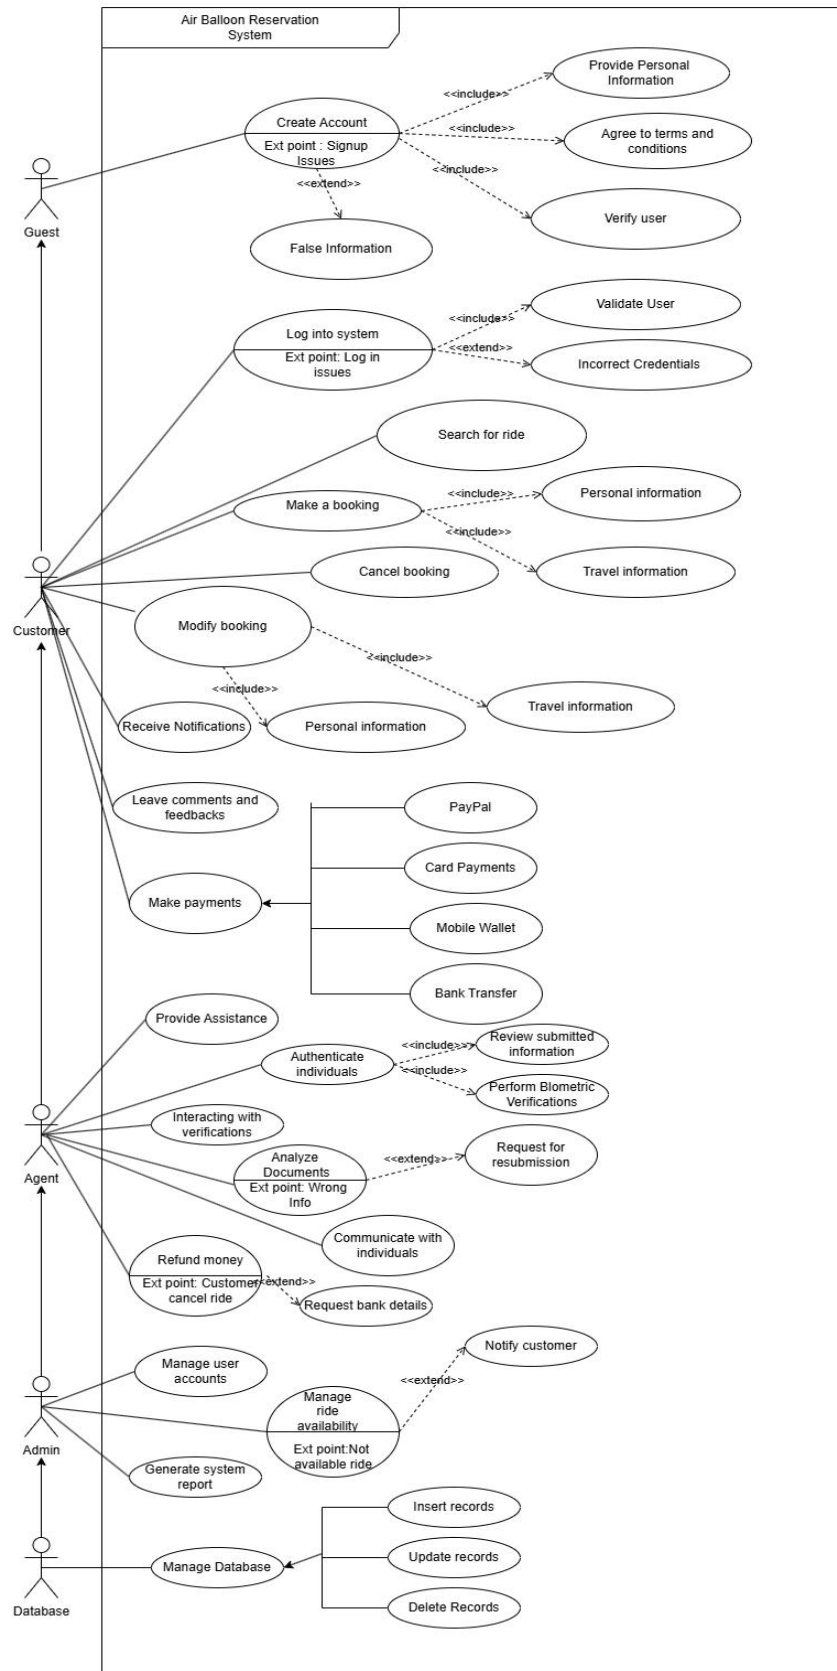 Air Balloon Reservation
System
Provide Personal
Information
<<include>>
Create Account
Ext point : Signup
Issues
<<include>>
Agree to terms and
conditions
<<include>>
<<extend>>
Verify user
Guest
False Information
Validate User
<<include>>
Log into system
<<extend>>
Ext point: Log in
issues
Incorrect Credentials
Search for ride
Personal information
<<include>>
Make a booking
<<include>>
Cancel booking
Travel information
Customer
Modify booking
<<include>>
<<include>>
Travel information
Receive Notifications
Personal information
Leave comments and
feedbacks
PayPal
Card Payments
Make payments
Mobile Wallet
Bank Transfer
Provide Assistance
Review submitted
information
<<include>>
Authenticate
individuals
<<include>>
Perform BIometric
Verifications
Interacting with
verifications
Analyze
Documents
Ext point: Wrong
Info
<<extend>>
Request for
resubmission
Agent
Communicate with
individuals
Refund money
Ext point: Customer
cancel ride
<<extend>>
Request bank details
Notify customer
Manage user
accounts
<<extend>>
Manage
ride
availability
Ext point:Not
available ride
Admin
Generate system
report
Insert records
Manage Database
Update records
Delete Records
Database